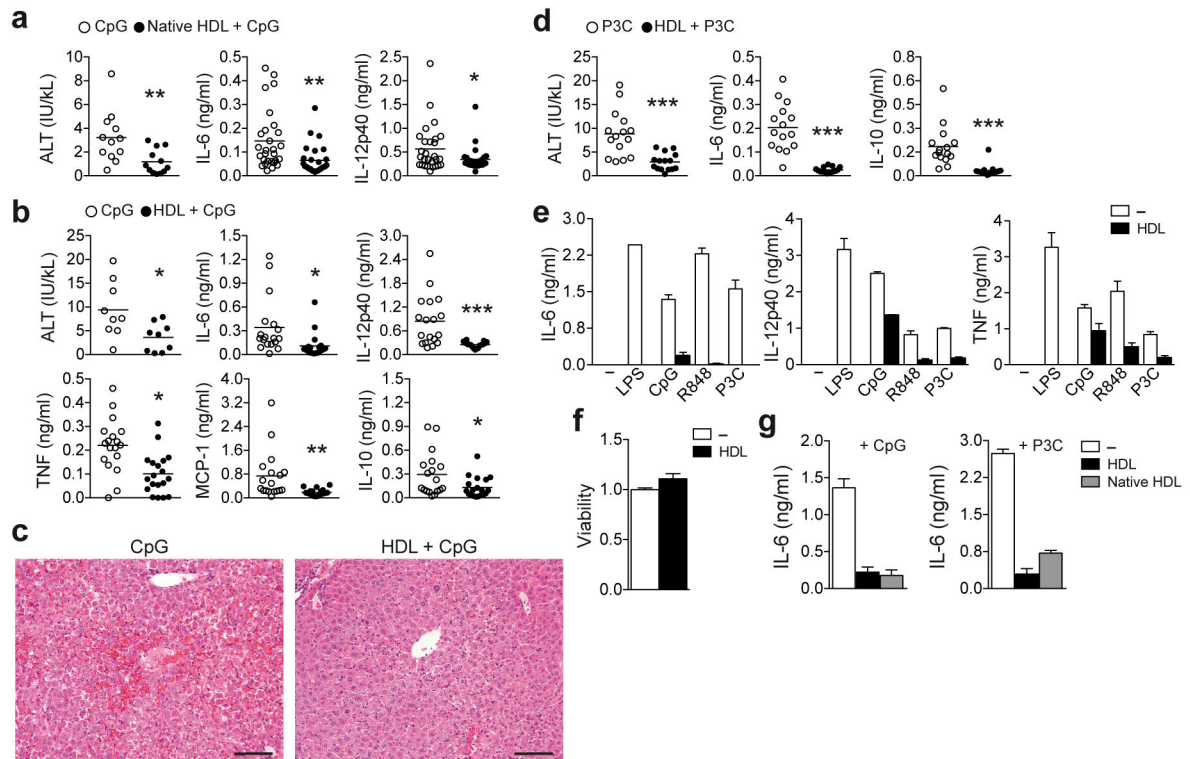 a
○ CpG ● Native HDL + CpG
ALT (IU/kL)
10
8
6
4
2
0
**
IL-6 (ng/ml)
0.5
0.4
0.3
0.2
0.1
0.0
**
IL-12p40 (ng/ml)
2.5
2.0
1.5
1.0
0.5
0.0
*
b
○ CpG ● HDL + CpG
ALT (IU/kL)
25
20
15
10
5
0
*
IL-6 (ng/ml)
1.5
1.2
0.9
0.6
0.3
0.0
*
IL-12p40 (ng/ml)
3.0
2.4
1.8
1.2
0.6
0.0
***
TNF (ng/ml)
0.5
0.4
0.3
0.2
0.1
0.0
*
MCP-1 (ng/ml)
4.0
3.2
2.4
1.6
0.8
0.0
**
IL-10 (ng/ml)
1.5
1.2
0.9
0.6
0.3
0.0
*
c
CpG
HDL + CpG
d
○ P3C ● HDL + P3C
ALT (IU/kL)
25
20
15
10
5
0
***
IL-6 (ng/ml)
0.5
0.4
0.3
0.2
0.1
0.0
***
IL-10 (ng/ml)
0.8
0.6
0.3
0.2
0.0
***
e
IL-6 (ng/ml)
3.0
2.2
1.5
0.8
0.0
– LPS CpG R848 P3C
IL-12p40 (ng/ml)
4
3
2
1
0
– LPS CpG R848 P3C
TNF (ng/ml)
4
3
2
1
0
– LPS CpG R848 P3C
–
HDL
f
Viability
1.5
1.0
0.5
0.0
–
HDL
g
+ CpG
IL-6 (ng/ml)
2.0
1.5
1.0
0.5
0.0
+ P3C
IL-6 (ng/ml)
3.0
2.2
1.5
0.8
0.0
–
HDL
Native HDL